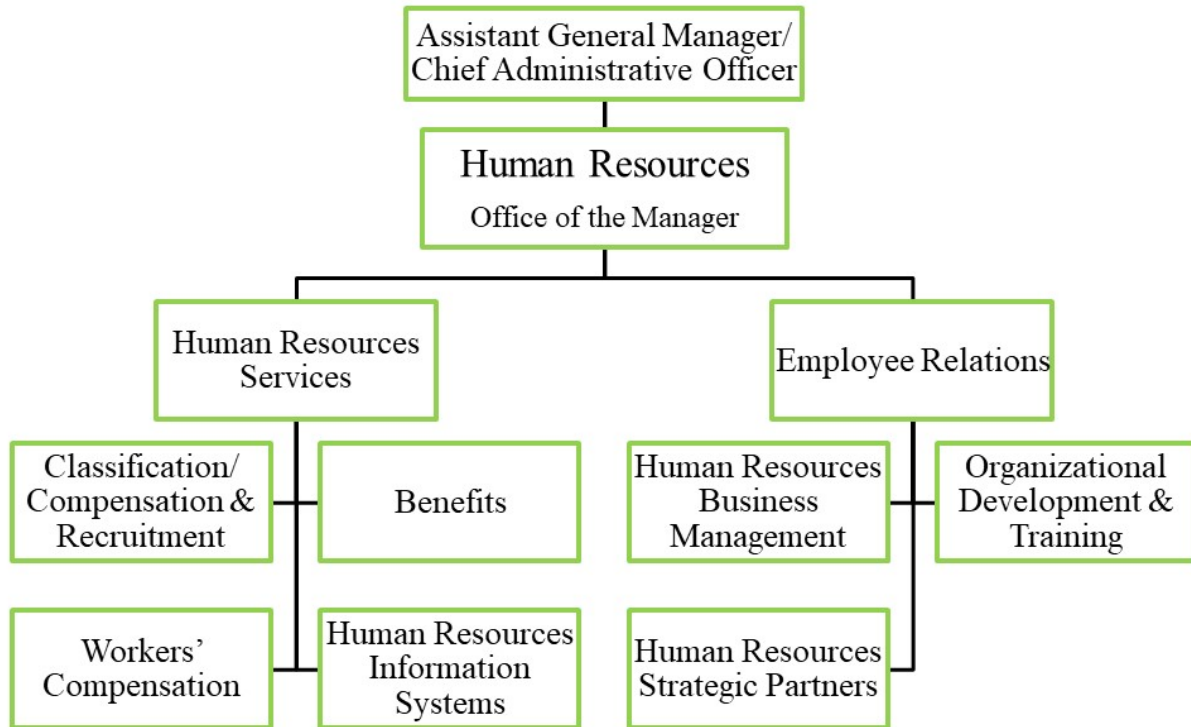 Assistant General Manager/
Chief Administrative Officer
Human Resources
Office of the Manager
Human Resources
Services
Employee Relations
Classification/
Compensation &
Recruitment
Benefits
Human Resources
Business
Management
Organizational
Development &
Training
Workers’
Compensation
Human Resources
Information
Systems
Human Resources
Strategic Partners